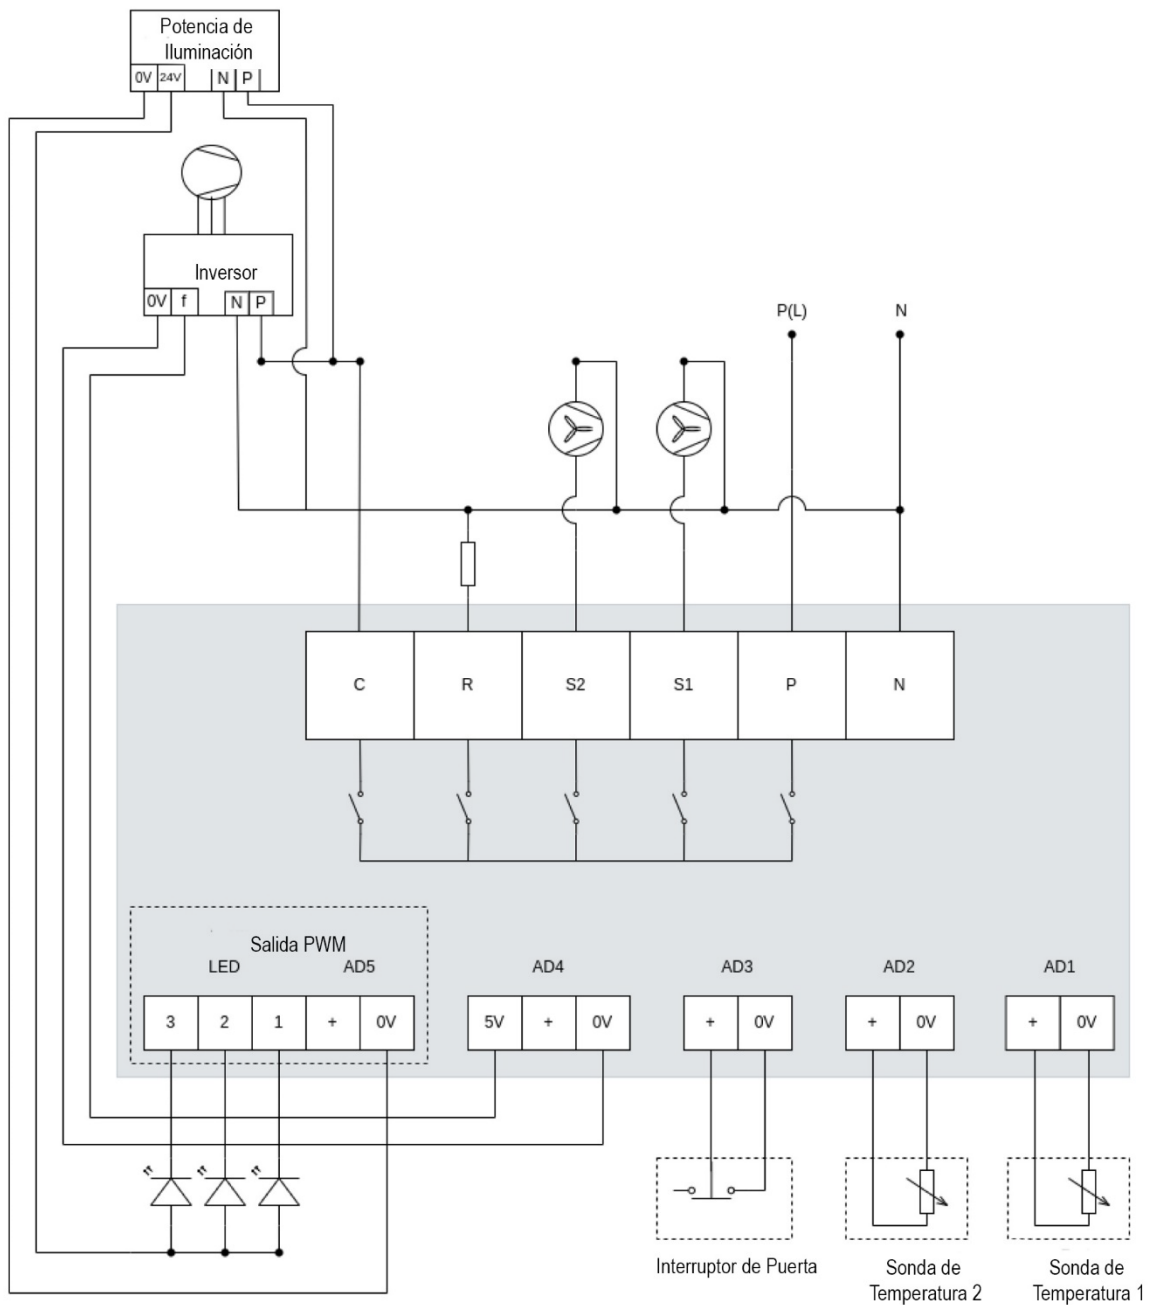 Potencia de
Iluminación
0V 24V N P
Inversor
0V f N P
P(L) N
C R S2 S1 P N
Salida PWM
LED AD5 AD4 AD3 AD2 AD1
3 2 1 + 0V 5V + 0V + 0V + 0V + 0V
Interruptor de Puerta
Sonda de
Temperatura 2
Sonda de
Temperatura 1